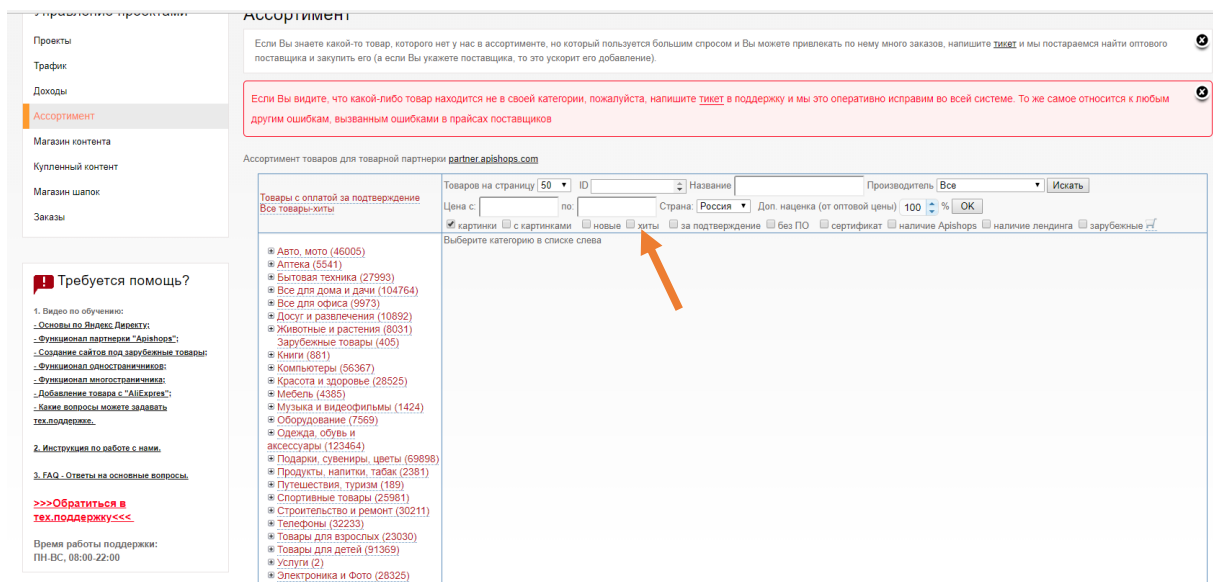 Управление проектами
Проекты
Трафик
Доходы
Ассортимент
Магазин контента
Купленный контент
Магазин шапок
Заказы
Требуется помощь?
1. Видео по обучению:
- Основы по Яндекс Директу;
- Функционал партнерки "Apishops";
- Создание сайтов под зарубежные товары;
- Функционал одностраничников;
- Функционал многостраничника;
- Добавление товара с "AliExpres";
- Какие вопросы можете задавать
тех.поддержке.
2. Инструкция по работе с нами.
3. FAQ - Ответы на основные вопросы.
>>>Обратиться в
тех.поддержку<<<
Время работы поддержки:
ПН-ВС, 08:00-22:00
Ассортимент
Если Вы знаете какой-то товар, которого нет у нас в ассортименте, но который пользуется большим спросом и Вы можете привлекать по нему много заказов, напишите тикет и мы постараемся найти оптового
поставщика и закупить его (а если Вы укажете поставщика, то это ускорит его добавление).
Если Вы видите, что какой-либо товар находится не в своей категории, пожалуйста, напишите тикет в поддержку и мы это оперативно исправим во всей системе. То же самое относится к любым
другим ошибкам, вызванным ошибками в прайсах поставщиков
Ассортимент товаров для товарной партнерки partner.apishops.com
Товары с оплатой за подтверждение
Все товары-хиты
Товаров на страницу 50 ID Название Производитель Все Искать
Цена с: по: Страна: Россия Доп. наценка (от оптовой цены) 100 % OK
картинки с картинками новые хиты за подтверждение без ПО сертификат наличие Apishops наличие лендинга зарубежные
Выберите категорию в списке слева
Авто, мото (46005)
Аптека (5541)
Бытовая техника (27993)
Все для дома и дачи (104764)
Все для офиса (9973)
Досуг и развлечения (10892)
Животные и растения (8031)
Зарубежные товары (405)
Книги (881)
Компьютеры (56367)
Красота и здоровье (28525)
Мебель (4385)
Музыка и видеофильмы (1424)
Оборудование (7569)
Одежда, обувь и
аксессуары (123464)
Подарки, сувениры, цветы (69898)
Продукты, напитки, табак (2381)
Путешествия, туризм (189)
Спортивные товары (25981)
Строительство и ремонт (30211)
Телефоны (32233)
Товары для взрослых (23030)
Товары для детей (91369)
Услуги (2)
Электроника и Фото (28325)